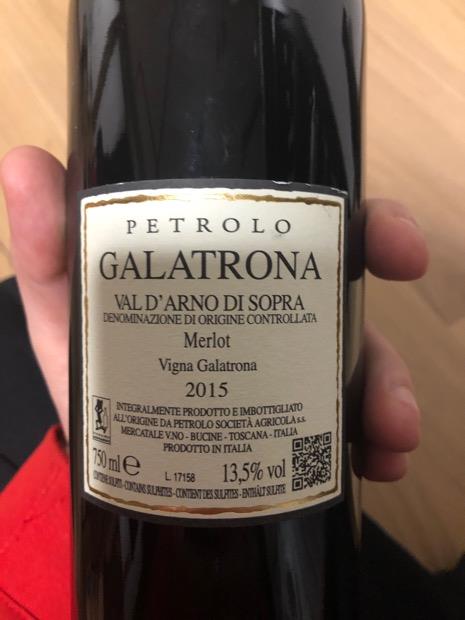 PETROLO
GALATRONA
VAL D'ARNO DI SOPRA
DENOMINAZIONE DI ORIGINE CONTROLLATA
Merlot
Vigna Galatrona
2015
INTEGRALMENTE PRODOTTO E IMBOTTIGLIATO
ALL'ORIGINE DA PETROLO SOCIETÀ AGRICOLA s.s.
MERCATALE V.NO - BUCINE - TOSCANA - ITALIA
PRODOTTO IN ITALIA
750 ml e L 17158 13,5% vol
CONTIENE SOLFITI - CONTAINS SULPHITES - CONTIENT DES SULFITES - ENTHÄLT SULFITE